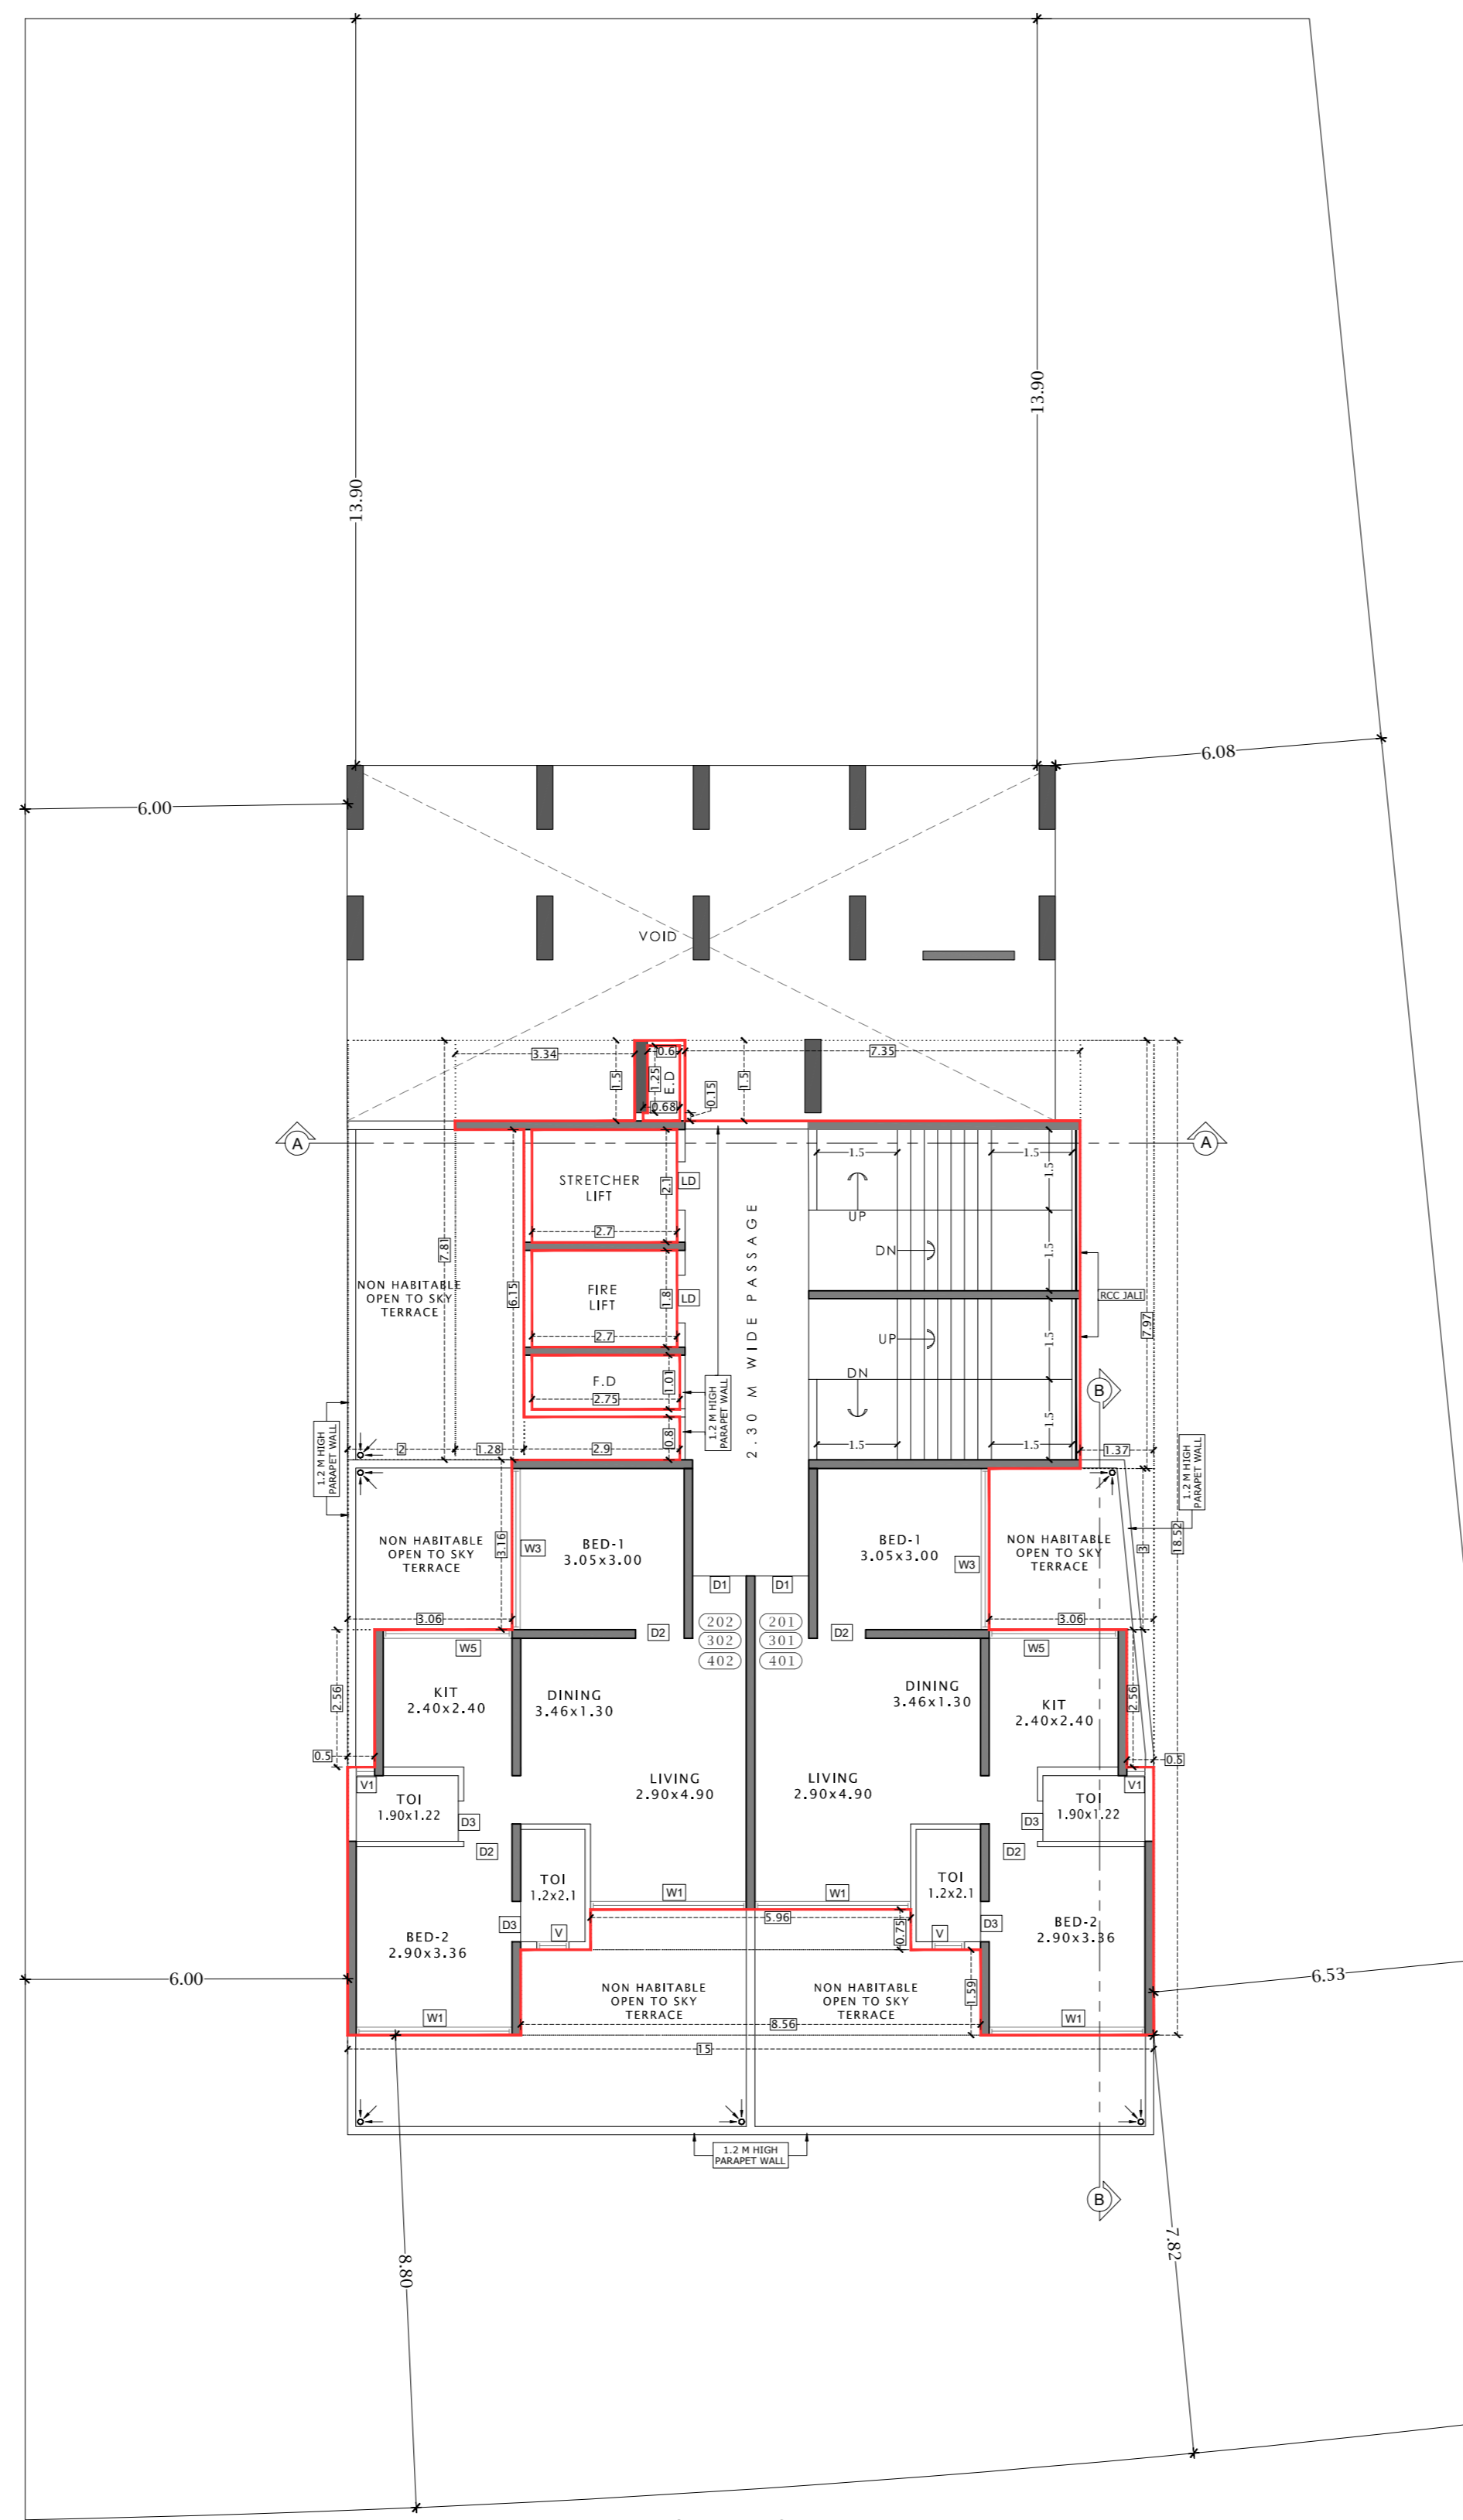 13.90
13.90
6.08
6.00
VOID
3.34
0.6
7.35
1.5
1.25
E.D
1.5
0.68
0.15
A
A
1.5
1.5
1.5
STRETCHER
LIFT
2.1
LD
2.7
UP
DN
1.5
7.81
6.15
NON HABITABLE
OPEN TO SKY
TERRACE
FIRE
LIFT
1.8
LD
2.7
2.30 M WIDE PASSAGE
RCC JALI
7.97
UP
1.5
DN
F.D
1.01
2.75
1.2 M HIGH
PARAPET WALL
B
1.5
0.8
1.5
1.5
2
1.28
2.9
1.37
1.2 M HIGH
PARAPET WALL
1.2 M HIGH
PARAPET WALL
NON HABITABLE
OPEN TO SKY
TERRACE
3.16
W3
BED-1
3.05x3.00
BED-1
3.05x3.00
W3
NON HABITABLE
OPEN TO SKY
TERRACE
3
18.52
D1
D1
3.06
3.06
202
302
402
201
301
401
D2
D2
W5
W5
2.56
KIT
2.40x2.40
DINING
3.46x1.30
DINING
3.46x1.30
KIT
2.40x2.40
2.56
0.5
0.5
V1
V1
TOI
1.90x1.22
LIVING
2.90x4.90
LIVING
2.90x4.90
TOI
1.90x1.22
D3
D3
D2
D2
TOI
1.2x2.1
W1
W1
TOI
1.2x2.1
5.96
0.75
D3
V
V
D3
BED-2
2.90x3.36
BED-2
2.90x3.36
6.00
6.53
NON HABITABLE
OPEN TO SKY
TERRACE
NON HABITABLE
OPEN TO SKY
TERRACE
1.59
W1
8.56
W1
15
1.2 M HIGH
PARAPET WALL
B
8.80
7.82